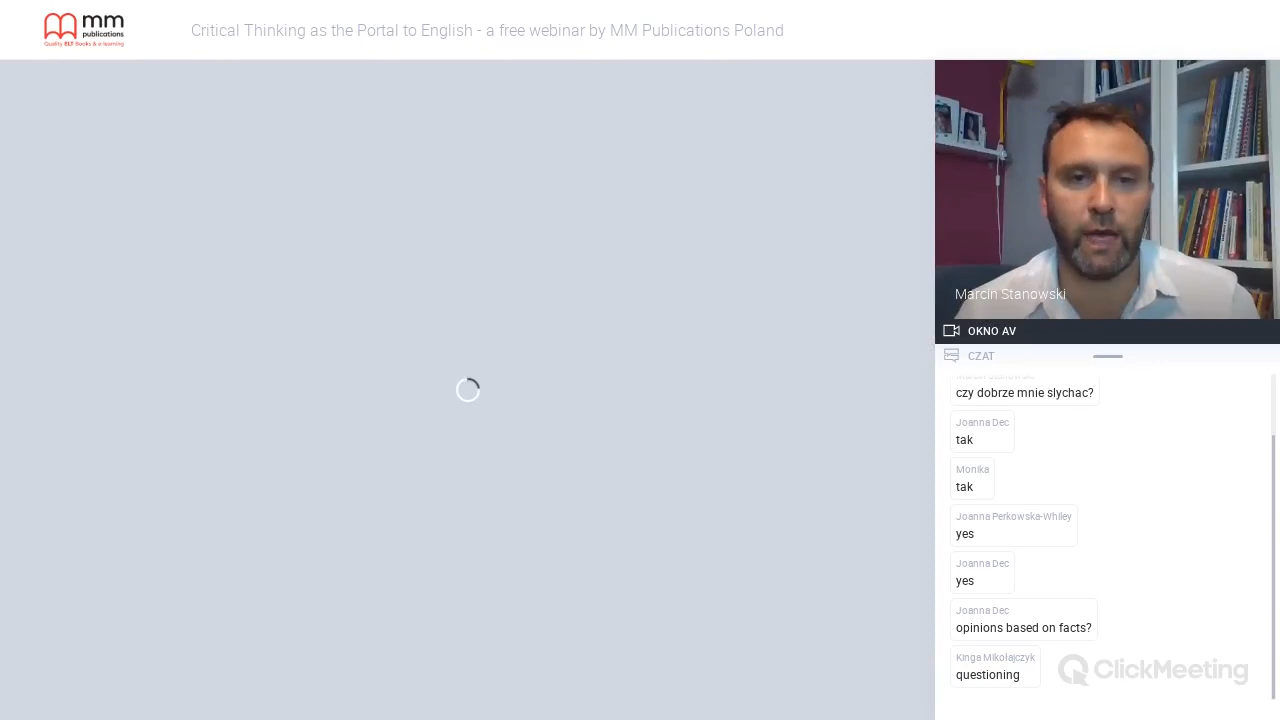 mm
publications
Quality ELT Books & e-learning
Critical Thinking as the Portal to English - a free webinar by MM Publications Poland
Marcin Stanowski
OKNO AV
CZAT
czy dobrze mnie slychac?
Joanna Dec
tak
Monika
tak
Joanna Perkowska-Whiley
yes
Joanna Dec
yes
Joanna Dec
opinions based on facts?
Kinga Mikołajczyk
questioning
ClickMeeting